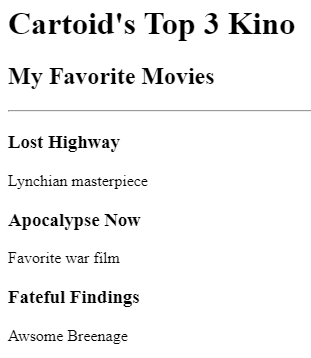 Cartoid's Top 3 Kino
My Favorite Movies
Lost Highway
Lynchian masterpiece
Apocalypse Now
Favorite war film
Fateful Findings
Awsome Breenage